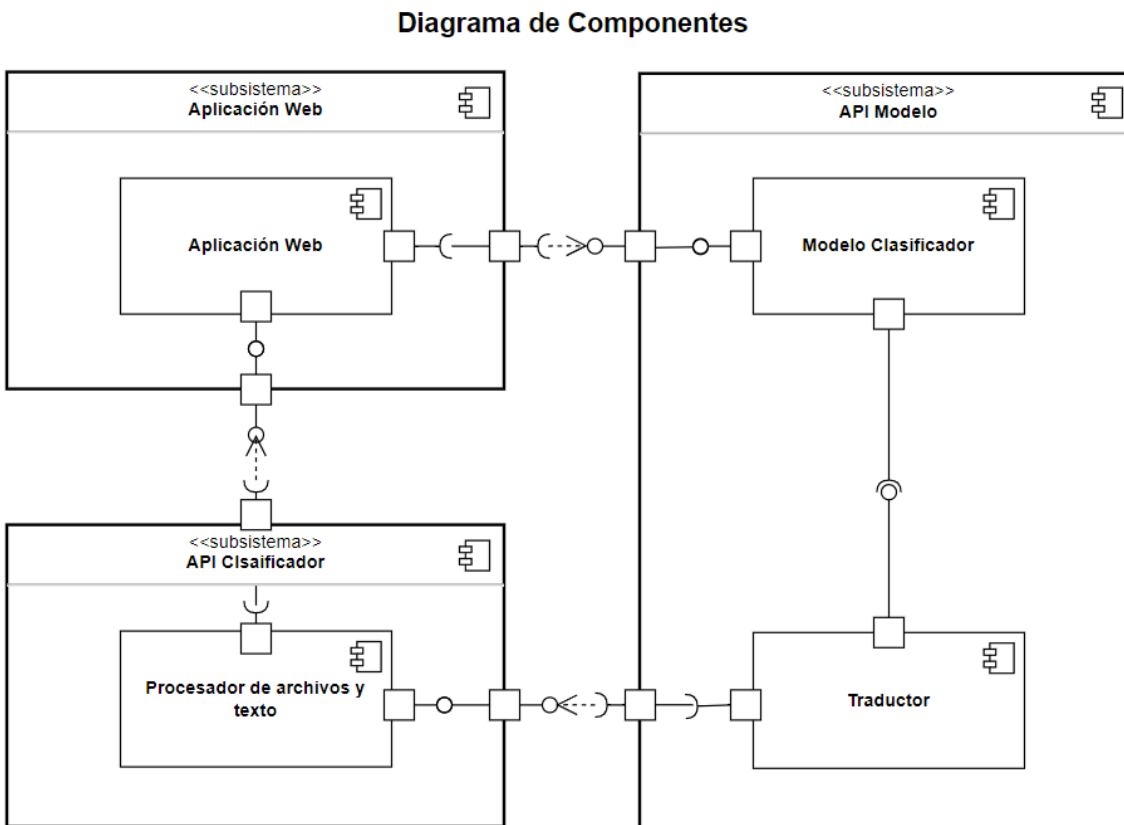 Diagrama de Componentes
<<subsistema>>
Aplicación Web
<<subsistema>>
API Modelo
Aplicación Web
Modelo Clasificador
<<subsistema>>
API Clsaificador
Procesador de archivos y
texto
Traductor